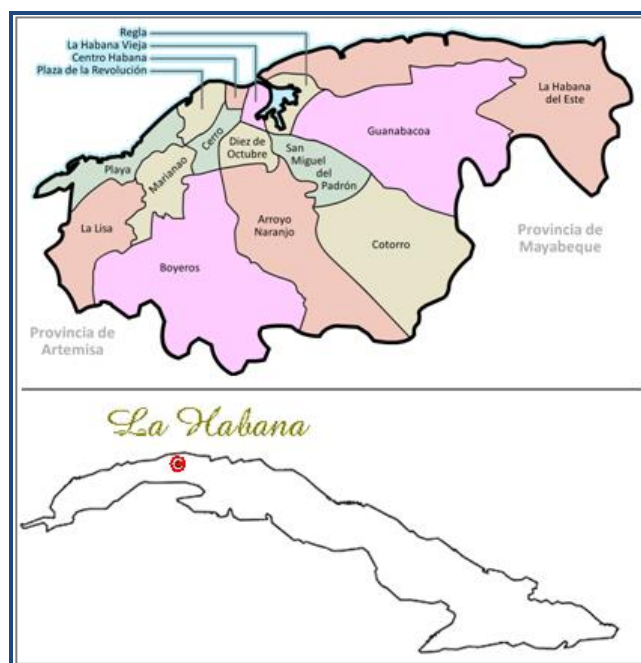 Regla
La Habana Vieja
Centro Habana
Plaza de la Revolución
La Habana
del Este
Guanabacoa
Playa
Marianao
Cerro
Diez de
Octubre
San
Miguel
del
Padrón
La Lisa
Arroyo
Naranjo
Cotorro
Boyeros
Provincia de
Mayabeque
Provincia de
Artemisa
La Habana
C